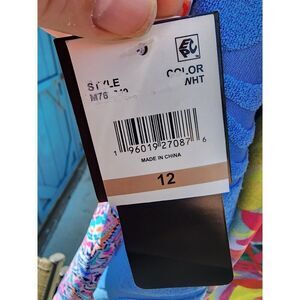 STYLE
COLOR
WHT
1 96019 27087 6
MADE IN CHINA
12